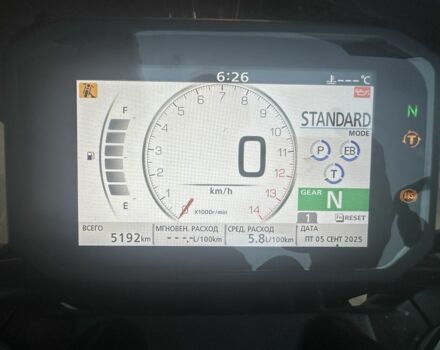 6:26
---°C
F
E
1
2
3
4
5
6
7
8
9
10
11
12
13
14
X1000r/min
0
km/h
STANDARD
MODE
P
EB
T
GEAR
N
1
RESET
ВСЕГО
5192km
МГНОВЕН. РАСХОД
--.-L/100km
СРЕД. РАСХОД
5.8L/100km
ДАТА
ПТ 05 СЕНТ 2025
N
T
ABS